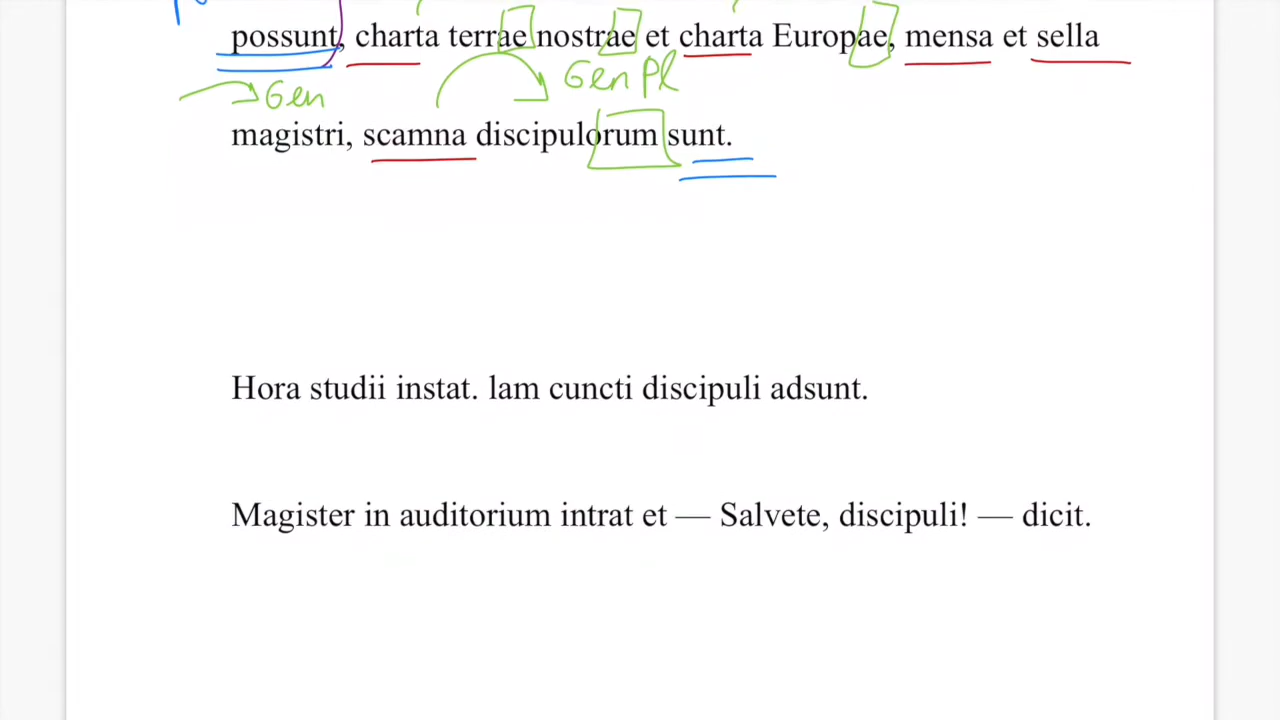 possunt, charta terrae nostrae et charta Europae, mensa et sella
Gen
Gen Pl
magistri, scamna discipulorum sunt.
Hora studii instat. lam cuncti discipuli adsunt.
Magister in auditorium intrat et — Salvete, discipuli! — dicit.